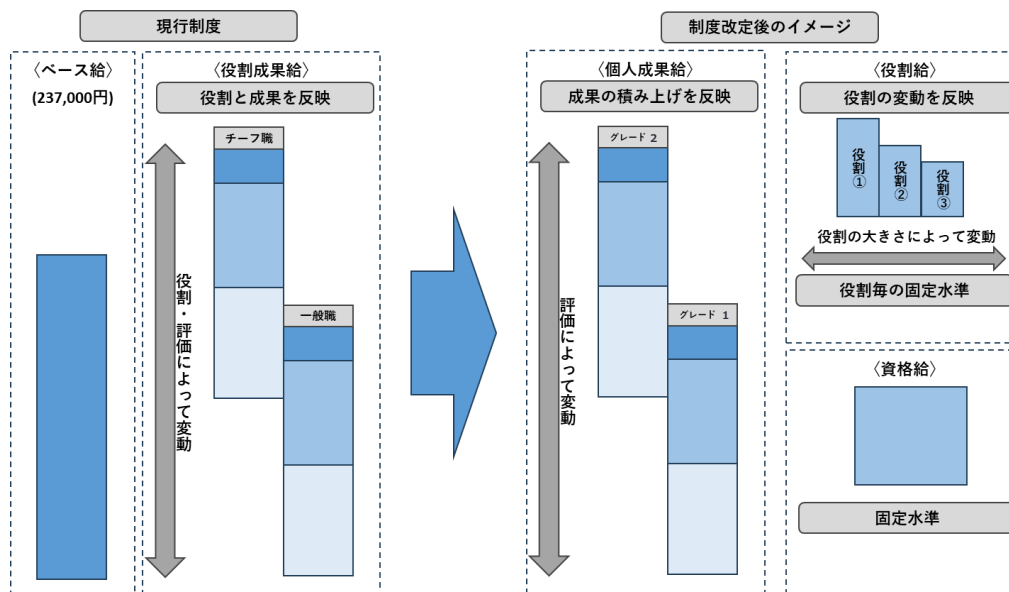 現行制度
〈ベース給〉
(237,000円)
〈役割成果給〉
役割と成果を反映
チーフ職
一般職
役割・評価によって変動
制度改定後のイメージ
〈個人成果給〉
成果の積み上げを反映
グレード 2
グレード 1
評価によって変動
〈役割給〉
役割の変動を反映
役割①
役割②
役割③
役割の大きさによって変動
役割毎の固定水準
〈資格給〉
固定水準